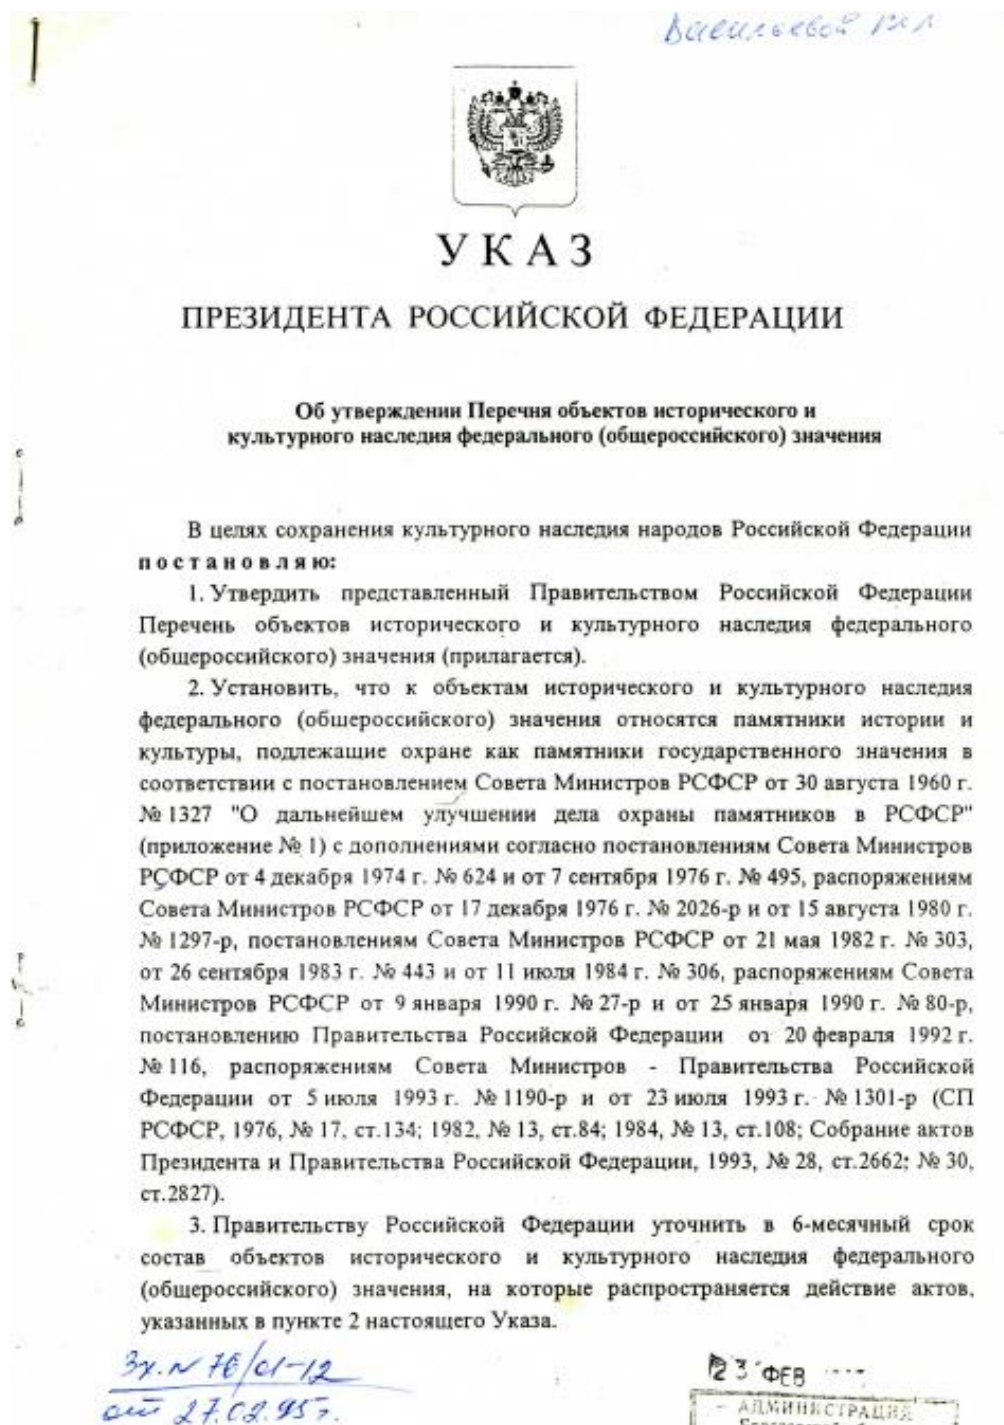 Васильевой
УКАЗ
ПРЕЗИДЕНТА РОССИЙСКОЙ ФЕДЕРАЦИИ
Об утверждении Перечня объектов исторического и
культурного наследия федерального (общероссийского) значения
В целях сохранения культурного наследия народов Российской Федерации
постановляю:
1. Утвердить представленный Правительством Российской Федерации
Перечень объектов исторического и культурного наследия федерального
(общероссийского) значения (прилагается).
2. Установить, что к объектам исторического и культурного наследия
федерального (общероссийского) значения относятся памятники истории и
культуры, подлежащие охране как памятники государственного значения в
соответствии с постановлением Совета Министров РСФСР от 30 августа 1960 г.
№ 1327 "О дальнейшем улучшении дела охраны памятников в РСФСР"
(приложение № 1) с дополнениями согласно постановлениям Совета Министров
РСФСР от 4 декабря 1974 г. № 624 и от 7 сентября 1976 г. № 495, распоряжениям
Совета Министров РСФСР от 17 декабря 1976 г. № 2026-р и от 15 августа 1980 г.
№ 1297-р, постановлениям Совета Министров РСФСР от 21 мая 1982 г. № 303,
от 26 сентября 1983 г. № 443 и от 11 июля 1984 г. № 306, распоряжениям Совета
Министров РСФСР от 9 января 1990 г. № 27-р и от 25 января 1990 г. № 80-р,
постановлению Правительства Российской Федерации от 20 февраля 1992 г.
№ 116, распоряжениям Совета Министров - Правительства Российской
Федерации от 5 июля 1993 г. № 1190-р и от 23 июля 1993 г. № 1301-р (СП
РСФСР, 1976, № 17, ст.134; 1982, № 13, ст.84; 1984, № 13, ст.108; Собрание актов
Президента и Правительства Российской Федерации, 1993, № 28, ст.2662; № 30,
ст.2827).
3. Правительству Российской Федерации уточнить в 6-месячный срок
состав объектов исторического и культурного наследия федерального
(общероссийского) значения, на которые распространяется действие актов,
указанных в пункте 2 настоящего Указа.
№ 76/01-12
от 27.02.95г.
23 ФЕВ
АДМИНИСТРАЦИЯ